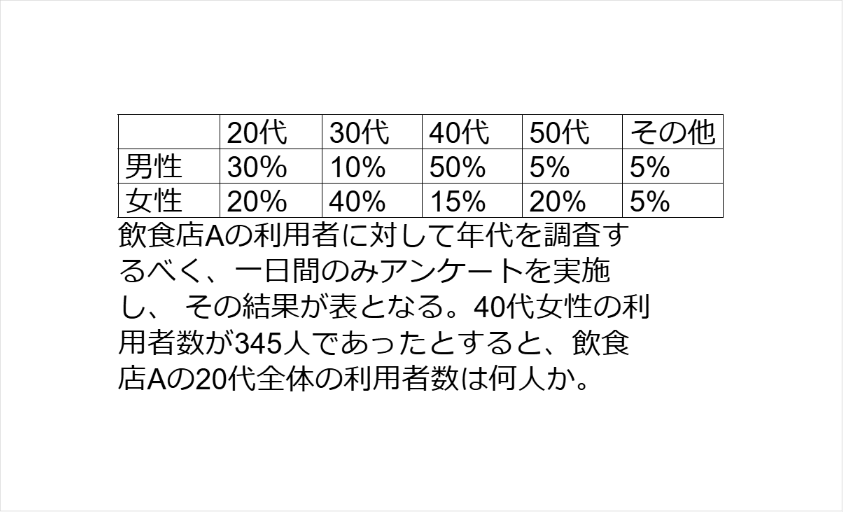 20代 30代 40代 50代 その他
男性 30% 10% 50% 5% 5%
女性 20% 40% 15% 20% 5%
飲食店Aの利用者に対して年代を調査す
るべく、一日間のみアンケートを実施
し、 その結果が表となる。40代女性の利
用者数が345人であったとすると、飲食
店Aの20代全体の利用者数は何人か。